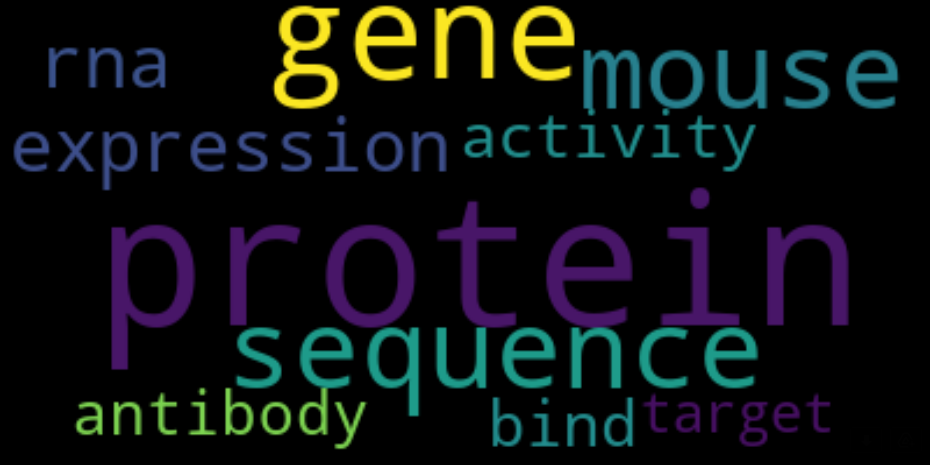 gene
rna mouse
expression activity
protein
sequence
antibody bind target